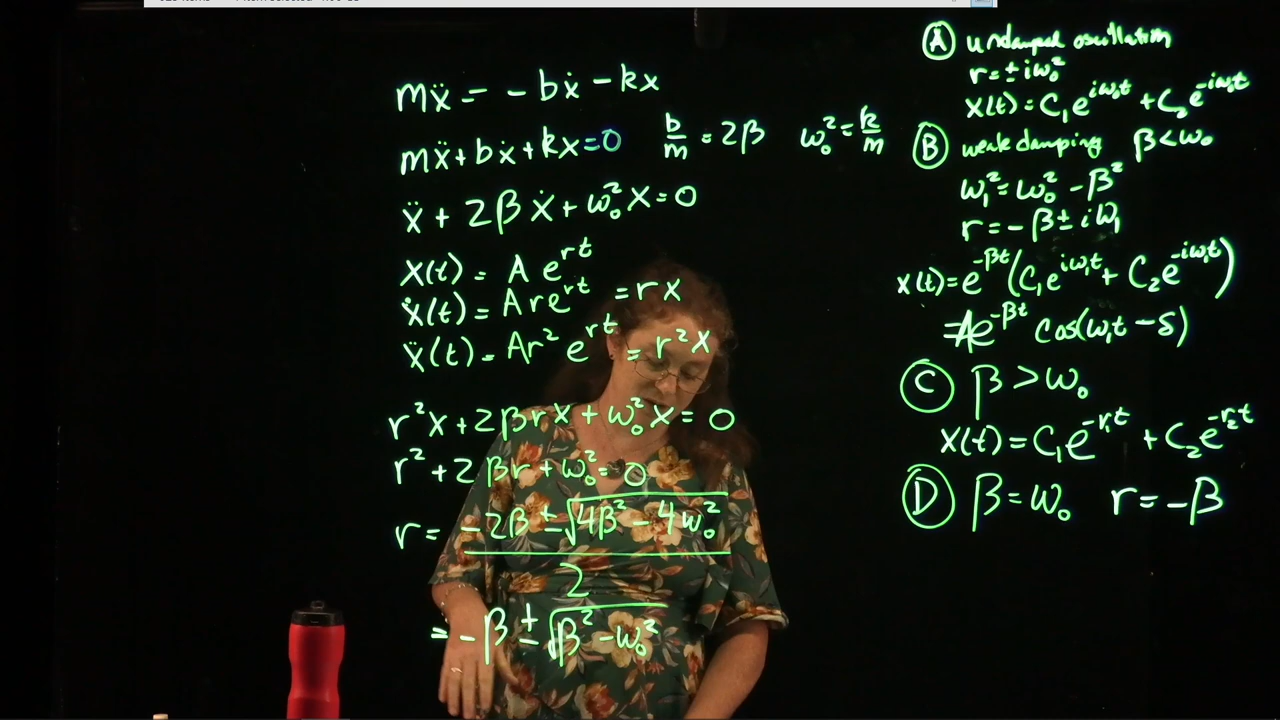 mẍ = - bẋ - kx
mẍ + bẋ + kx = 0   b/m = 2β   ω₀² = k/m
ẍ + 2βẋ + ω₀²x = 0
x(t) = A e^{rt}
ẋ(t) = A r e^{rt} = r x
ẍ(t) = A r² e^{rt} = r² x
r²x + 2βr x + ω₀²x = 0
r² + 2βr + ω₀² = 0
r = (-2β ± √(4β² - 4ω₀²)) / 2
= -β ± √(β² - ω₀²)
Ⓐ undamped oscillation
r = ± iω₀²
x(t) = C₁e^{iω₀t} + C₂e^{-iω₀t}
Ⓑ weak damping β < ω₀
ω₁² = ω₀² - β²
r = -β ± iω₁
x(t) = e^{-βt}(C₁e^{iω₁t} + C₂e^{-iω₁t})
= Ae^{-βt} cos(ω₁t - δ)
Ⓒ β > ω₀
x(t) = C₁e^{-r₁t} + C₂e^{-r₂t}
Ⓓ β = ω₀   r = -β